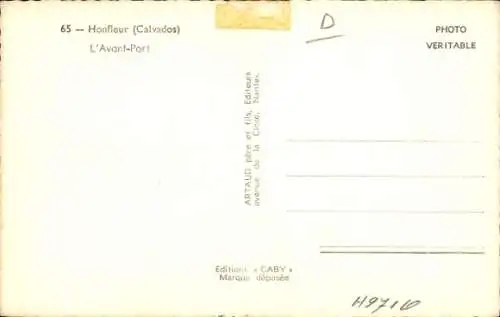 65 — Honfleur (Calvados)
L'Avant-Port
D
PHOTO
VERITABLE
ARTAUD père et fils, Editeurs
avenue de la Close, Nantes.
Editions « GABY »
Marque déposée